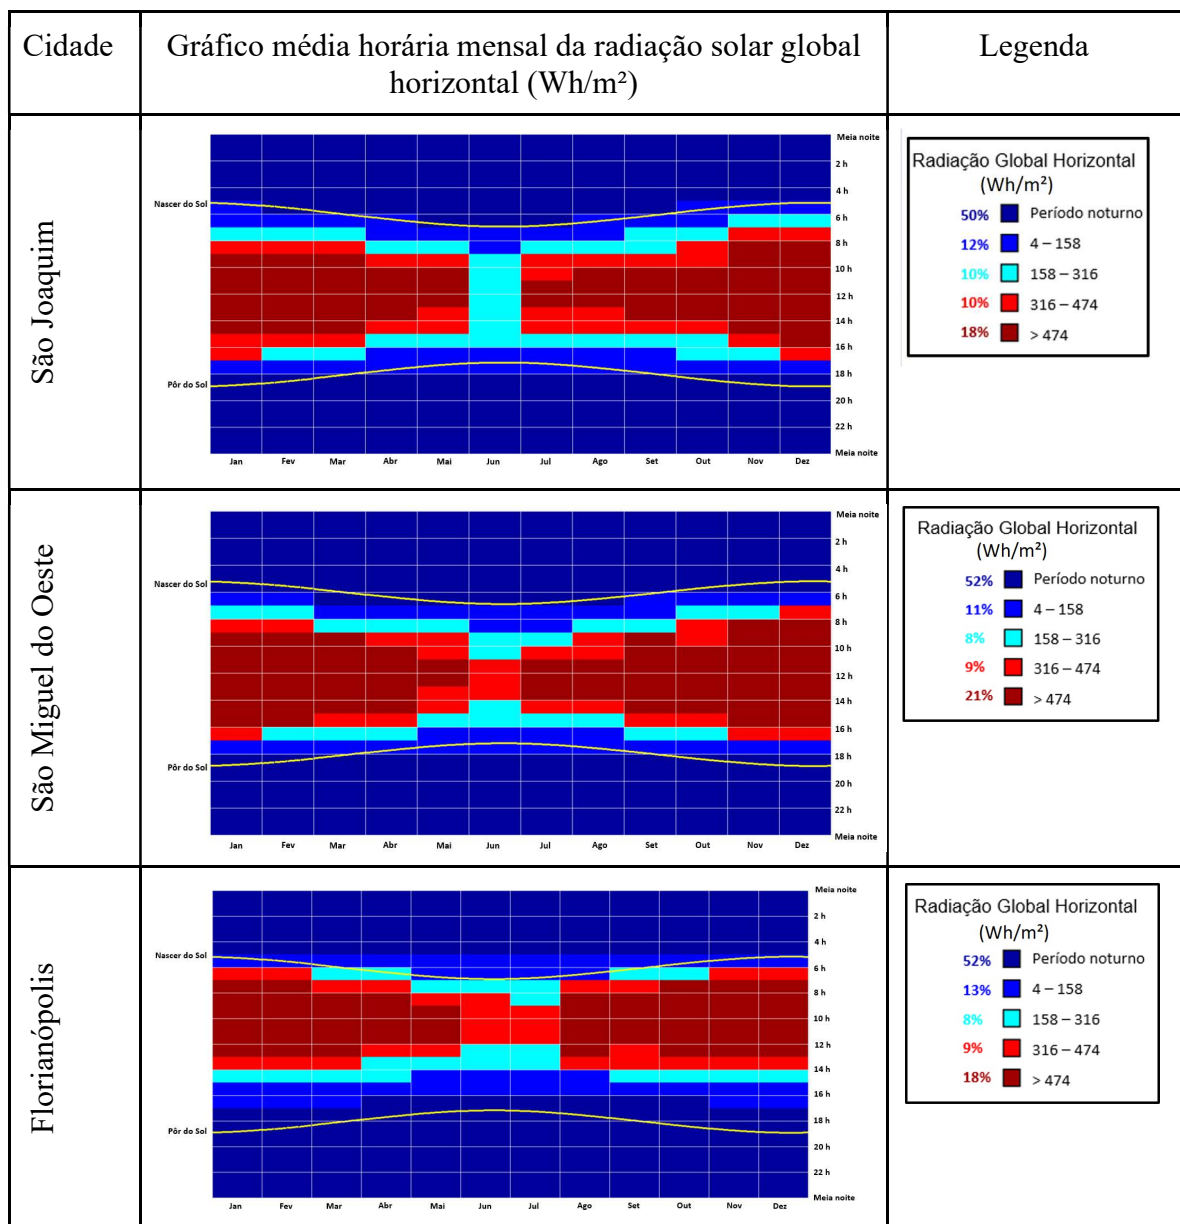 Cidade
Gráfico média horária mensal da radiação solar global
horizontal (Wh/m²)
Legenda
São Joaquim
Meia noite
2 h
4 h
Nascer do Sol
6 h
8 h
10 h
12 h
14 h
16 h
18 h
Pôr do Sol
20 h
22 h
Meia noite
Jan Fev Mar Abr Mai Jun Jul Ago Set Out Nov Dez
Radiação Global Horizontal
(Wh/m²)
50% Período noturno
12% 4 – 158
10% 158 – 316
10% 316 – 474
18% > 474
São Miguel do Oeste
Meia noite
2 h
4 h
Nascer do Sol
6 h
8 h
10 h
12 h
14 h
16 h
18 h
Pôr do Sol
20 h
22 h
Meia noite
Jan Fev Mar Abr Mai Jun Jul Ago Set Out Nov Dez
Radiação Global Horizontal
(Wh/m²)
52% Período noturno
11% 4 – 158
8% 158 – 316
9% 316 – 474
21% > 474
Florianópolis
Meia noite
2 h
4 h
Nascer do Sol
6 h
8 h
10 h
12 h
14 h
16 h
18 h
Pôr do Sol
20 h
22 h
Meia noite
Jan Fev Mar Abr Mai Jun Jul Ago Set Out Nov Dez
Radiação Global Horizontal
(Wh/m²)
52% Período noturno
13% 4 – 158
8% 158 – 316
9% 316 – 474
18% > 474